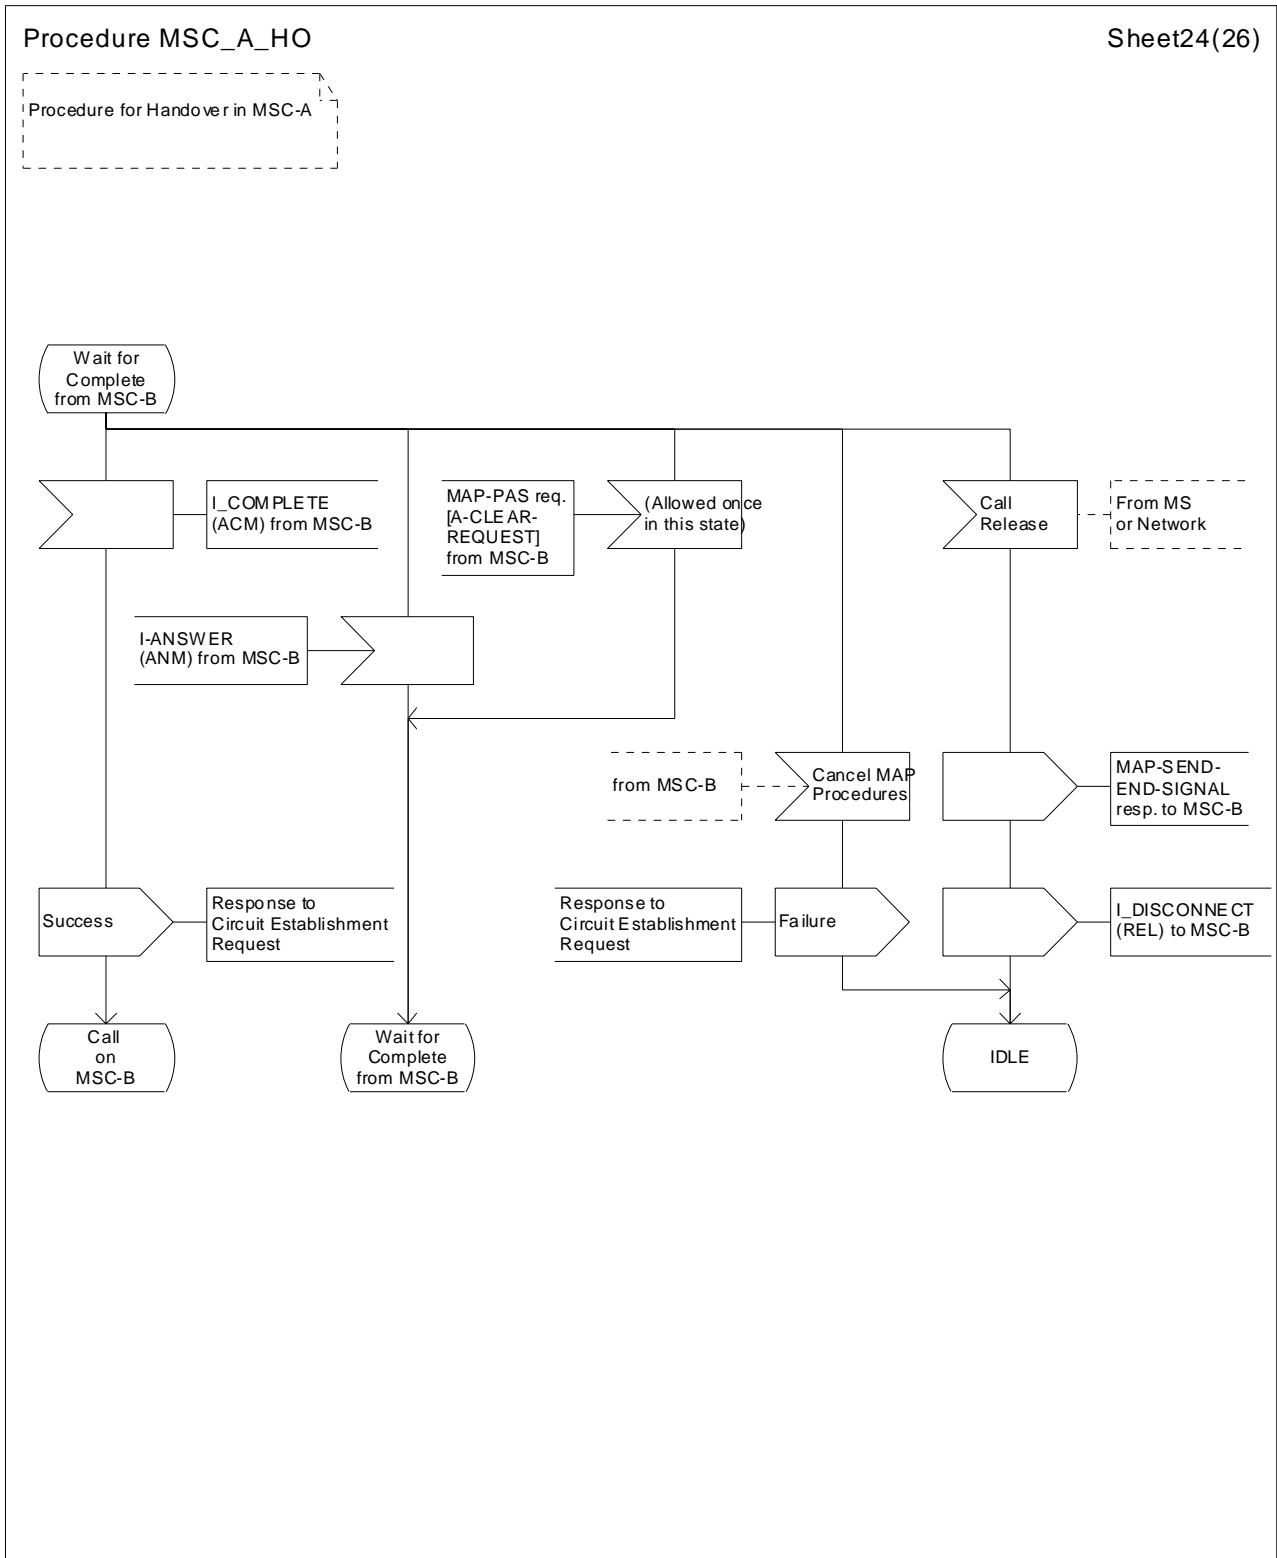 Procedure MSC_A_HO
Sheet24(26)
Procedure for Handover in MSC-A
Wait for
Complete
from MSC-B
I_COMPLETE
(ACM) from MSC-B
MAP-PAS req.
[A-CLEAR-
REQUEST]
from MSC-B
(Allowed once
in this state)
Call
Release
From MS
or Network
I-ANSWER
(ANM) from MSC-B
from MSC-B
Cancel MAP
Procedures
MAP-SEND-
END-SIGNAL
resp. to MSC-B
Success
Response to
Circuit Establishment
Request
Response to
Circuit Establishment
Request
Failure
I_DISCONNECT
(REL) to MSC-B
Call
on
MSC-B
Wait for
Complete
from MSC-B
IDLE